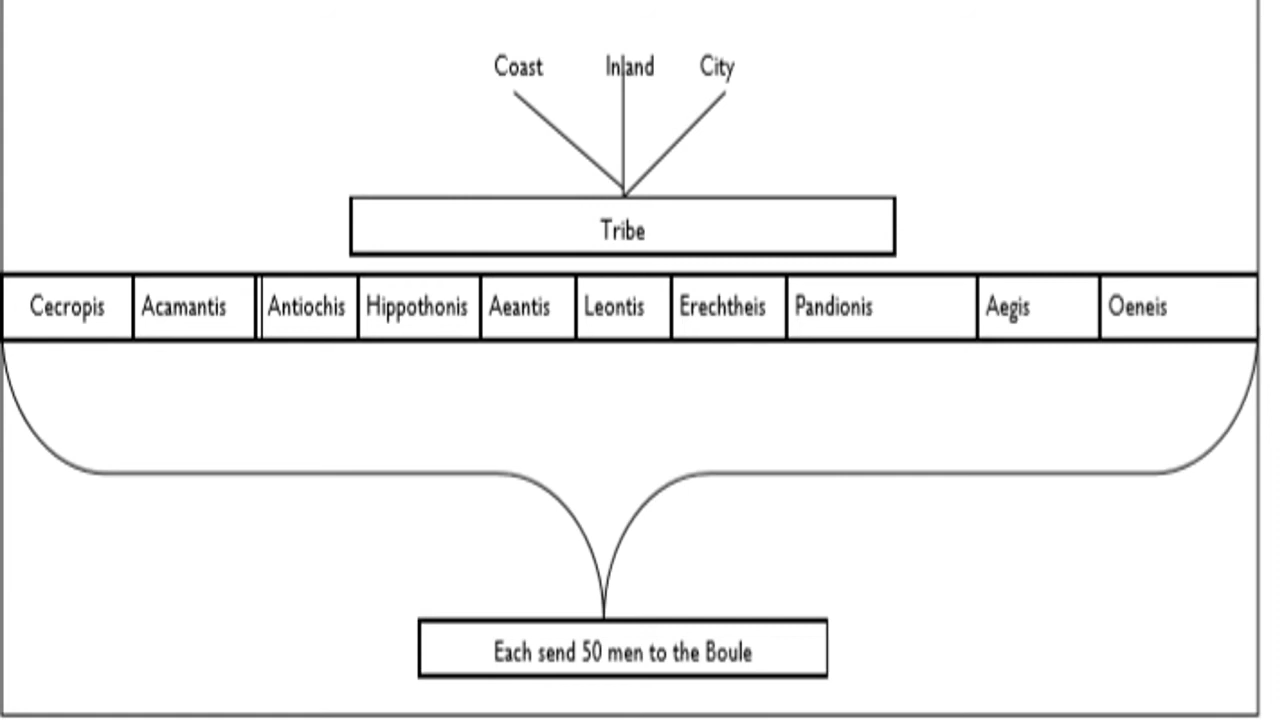 Coast Inland City
Tribe
Cecropis Acamantis Antiochis Hippothonis Aeantis Leontis Erechtheis Pandionis Aegis Oeneis
Each send 50 men to the Boule